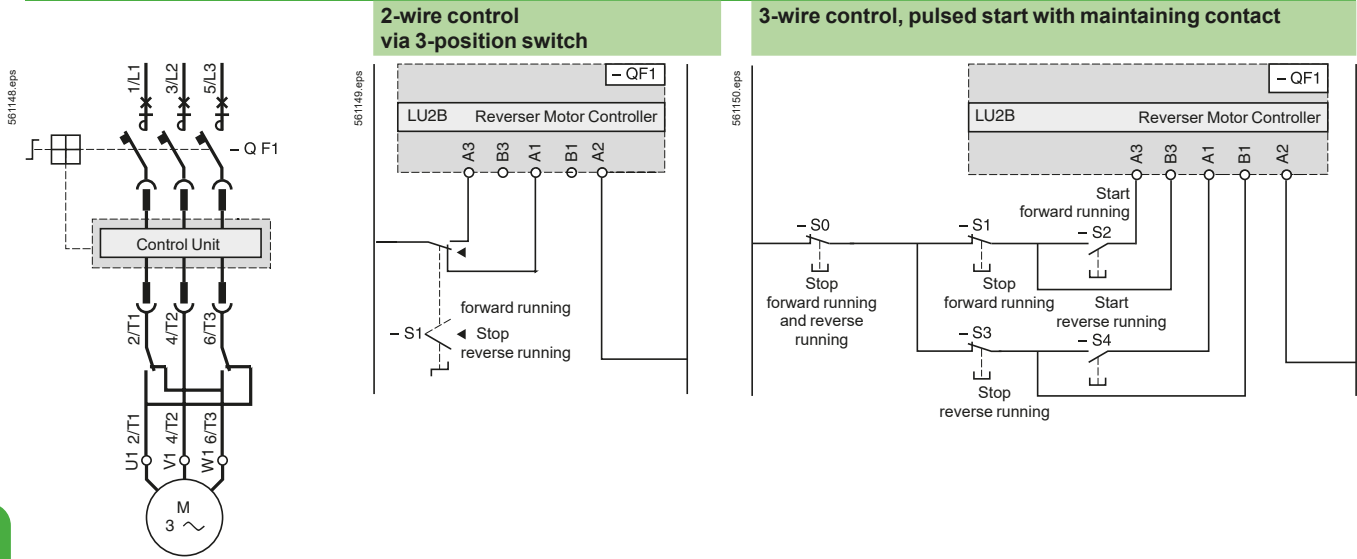 2-wire control
via 3-position switch
3-wire control, pulsed start with maintaining contact
561148.eps
1/L1
3/L2
5/L3
– Q F1
Control Unit
2/T1
4/T2
6/T3
U1 2/T1
V1 4/T2
W1 6/T3
M
3
561149.eps
– QF1
LU2B Reverser Motor Controller
A3 B3 A1 B1 A2
forward running
– S1
Stop
reverse running
561150.eps
– QF1
LU2B Reverser Motor Controller
A3 B3 A1 B1 A2
Start
forward running
– S0
– S1
– S2
Stop
forward running
and reverse
running
Stop
forward running
Start
reverse running
– S3
– S4
Stop
reverse running